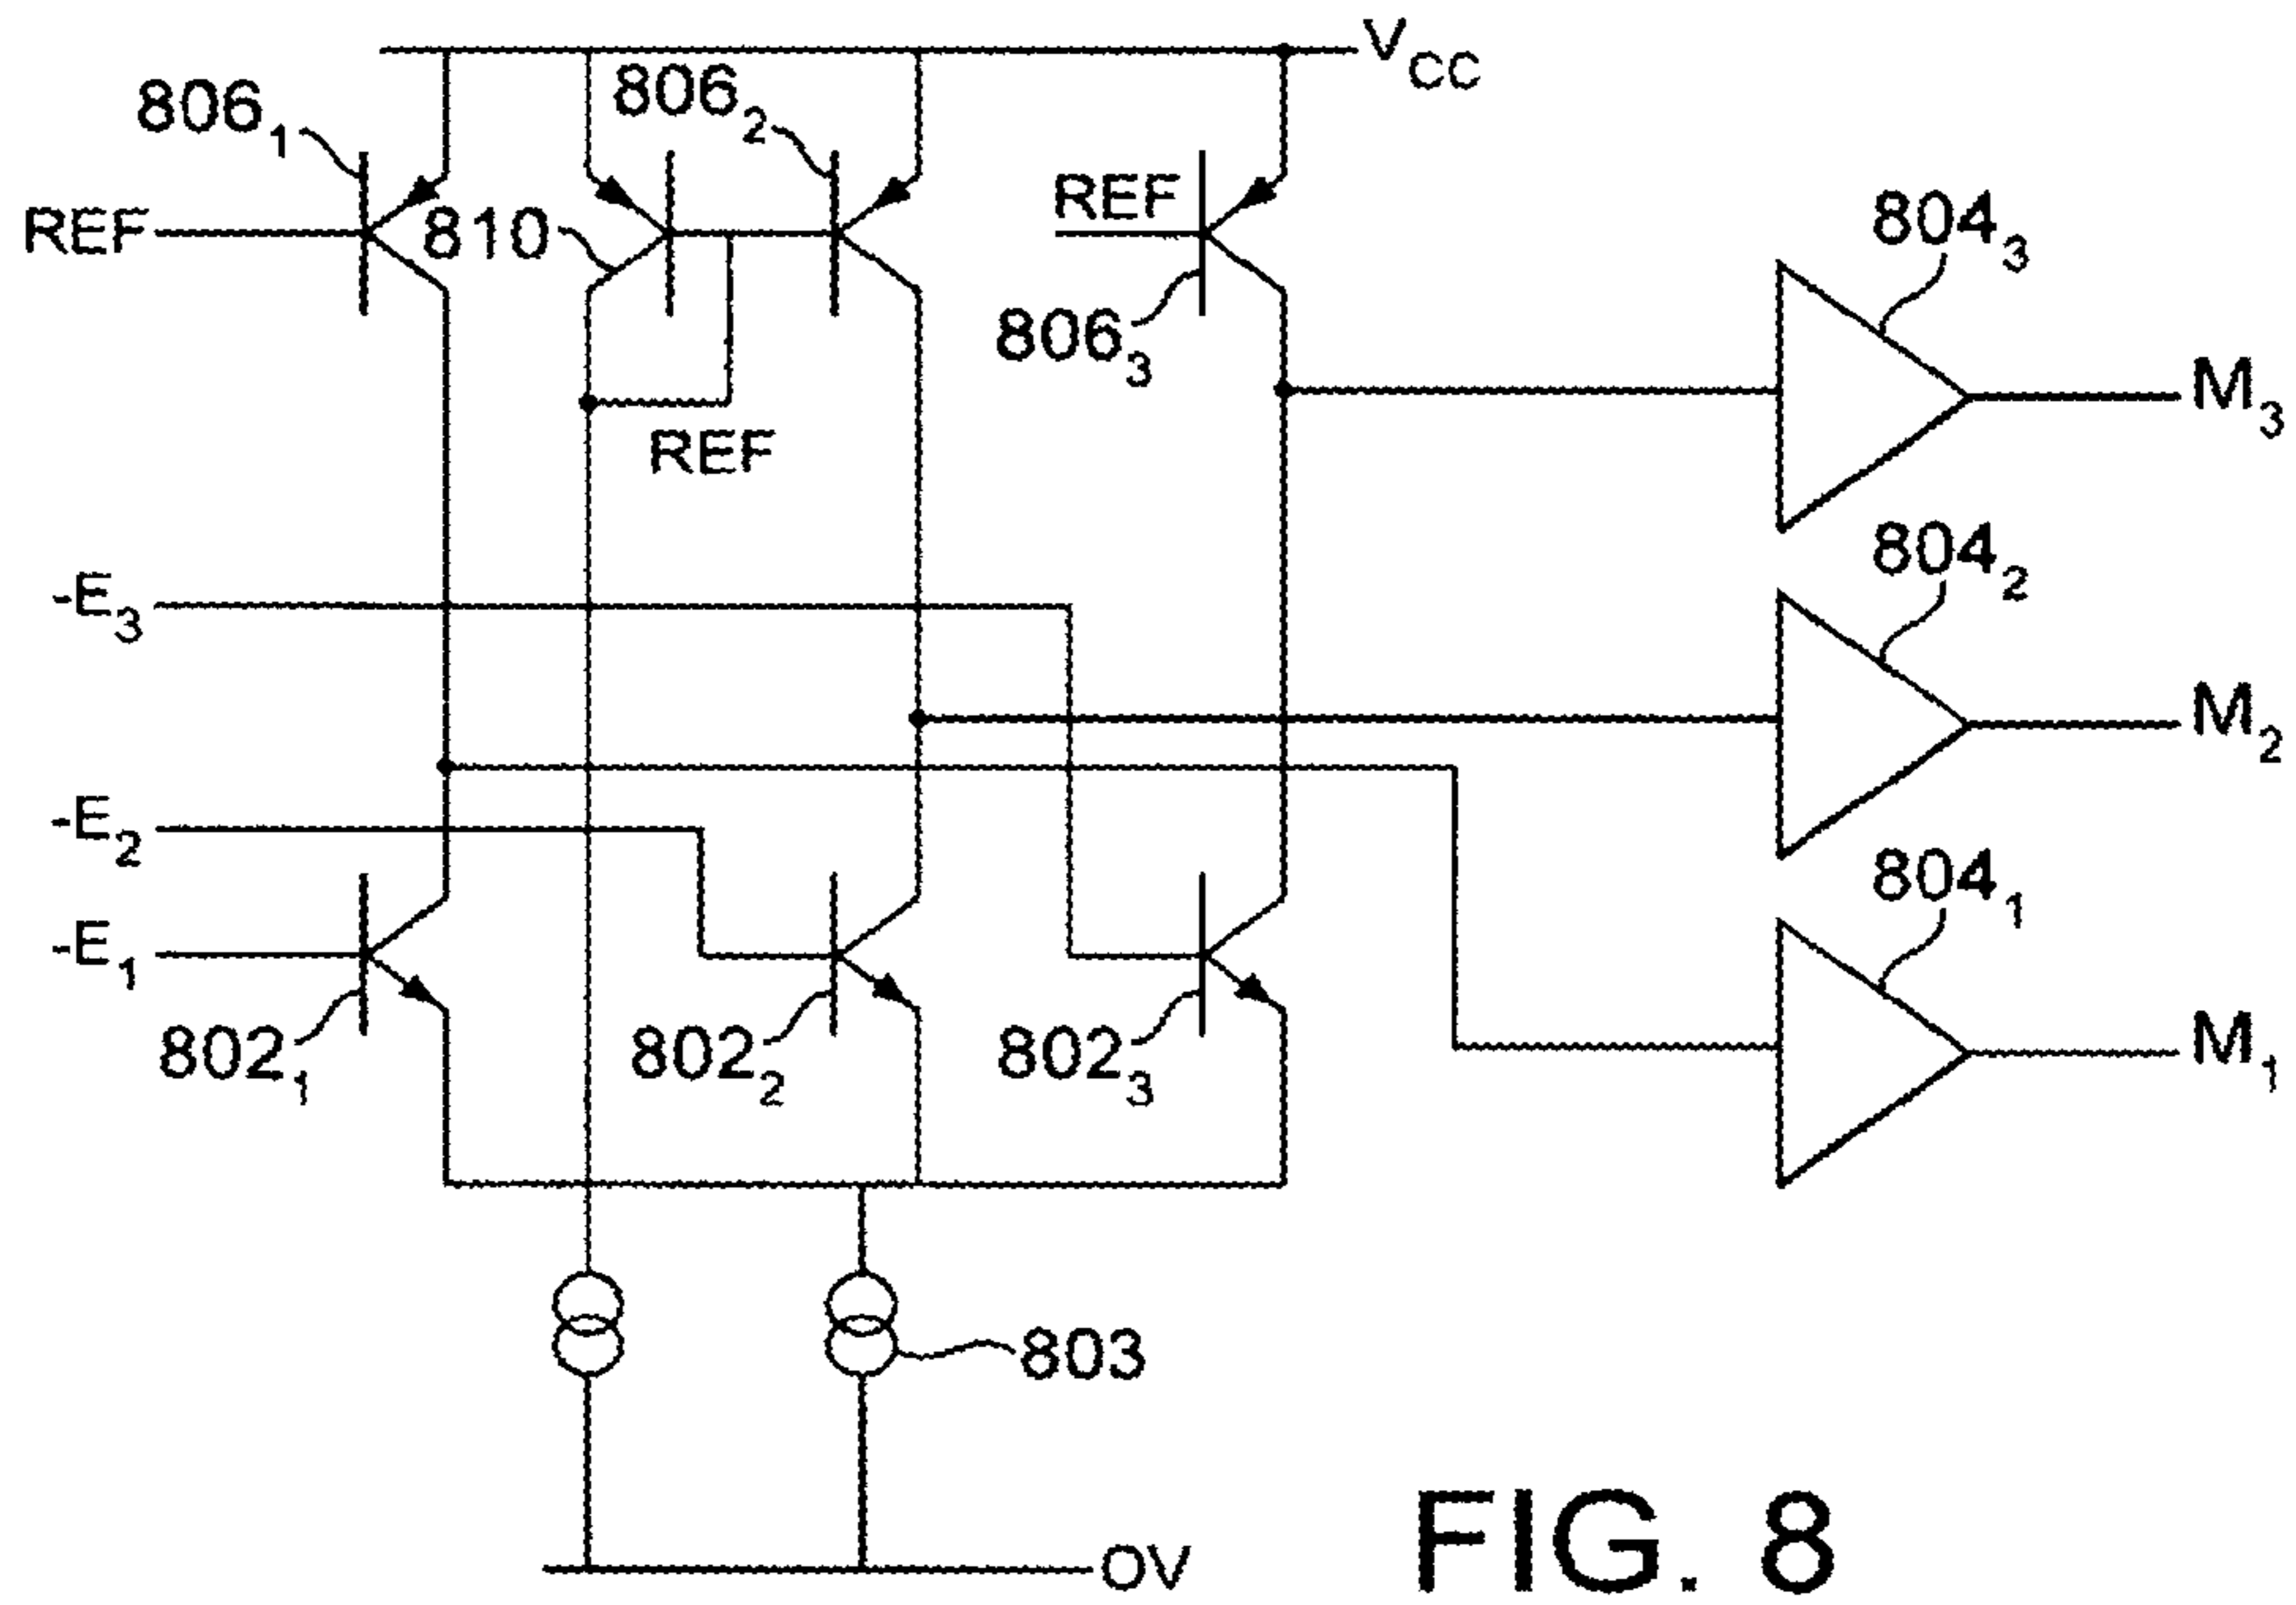 V_CC
806_1
806_2
REF
810
REF
806_3
REF
804_3
M_3
-E_3
804_2
M_2
-E_2
804_1
-E_1
M_1
802_1
802_2
802_3
803
OV
FIG. 8